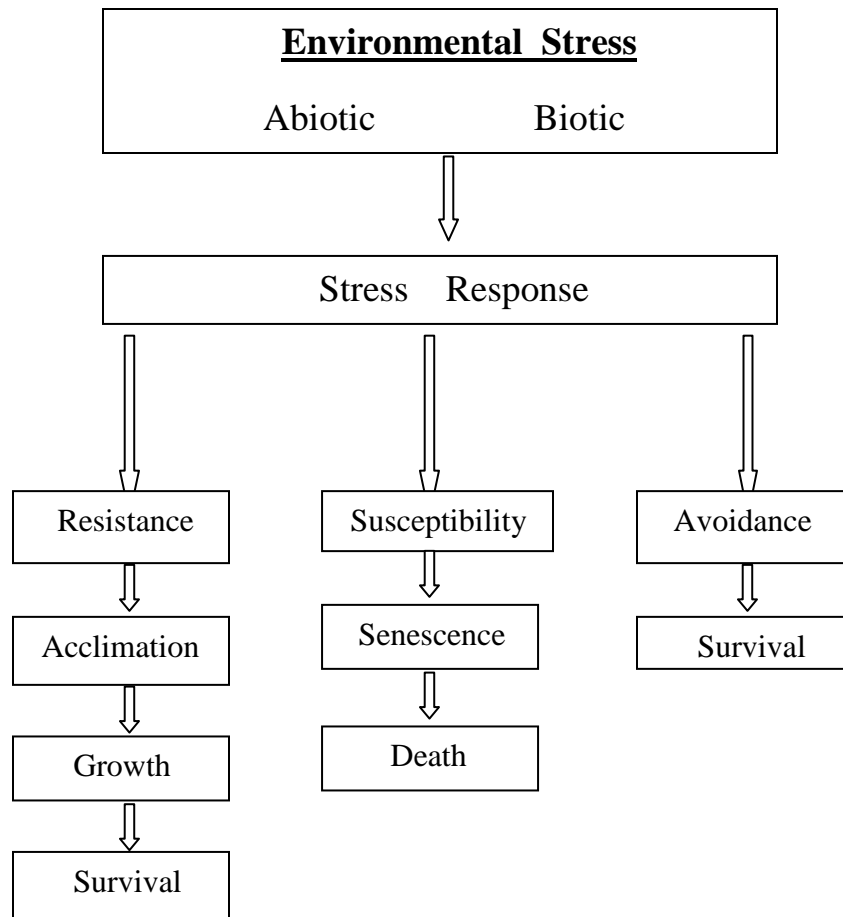 Environmental Stress
Abiotic Biotic
Stress Response
Resistance Susceptibility Avoidance
Acclimation Senescence Survival
Growth Death
Survival